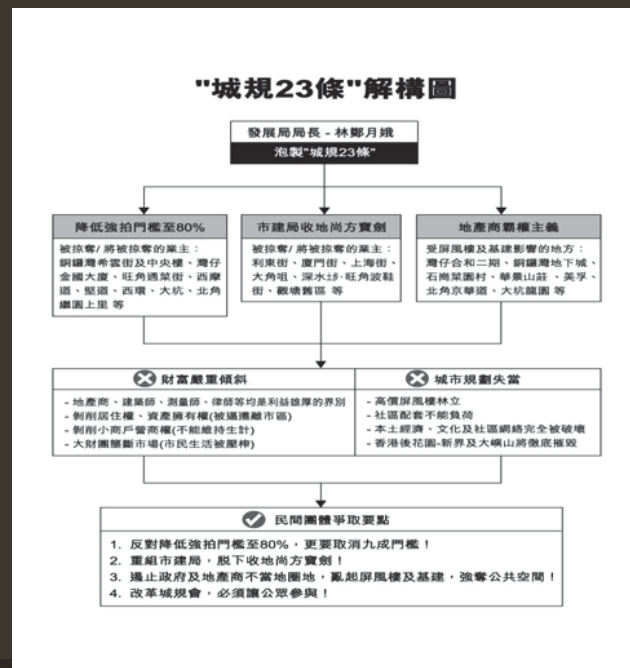 "城規23條"解構圖
發展局局長 - 林鄭月娥
泡製"城規23條"
降低強拍門檻至80%
被掠奪/ 將被掠奪的業主：
銅鑼灣希雲街及中央樓、灣仔
金國大廈、旺角通菜街、西摩
道、堅道、西環、大坑、北角
繼園上里 等
市建局收地尚方寶劍
被掠奪/ 將被掠奪的業主：
利東街、廈門街、上海街、
大角咀、深水埗、旺角波鞋
街、觀塘舊區 等
地產商霸權主義
受屏風樓及基建影響的地方：
灣仔合和二期、銅鑼灣地下城、
石崗菜園村、華景山莊、美孚、
北角京華道、大坑龍園 等
財富嚴重傾斜
- 地產商、建築師、測量師、律師等均是利益雄厚的界別
- 剝削居住權、資產擁有權(被逼遷離市區)
- 剝削小商戶營商權(不能維持生計)
- 大財團壟斷市場(市民生活被壓榨)
城市規劃失當
- 高價屏風樓林立
- 社區配套不能負荷
- 本土經濟、文化及社區網絡完全被破壞
- 香港後花園-新界及大嶼山將徹底摧毀
民間團體爭取要點
1. 反對降低強拍門檻至80%，更要取消九成門檻！
2. 重組市建局，脫下收地尚方寶劍！
3. 遏止政府及地產商不當地圈地，亂起屏風樓及基建，強奪公共空間！
4. 改革城規會，必須讓公眾參與！